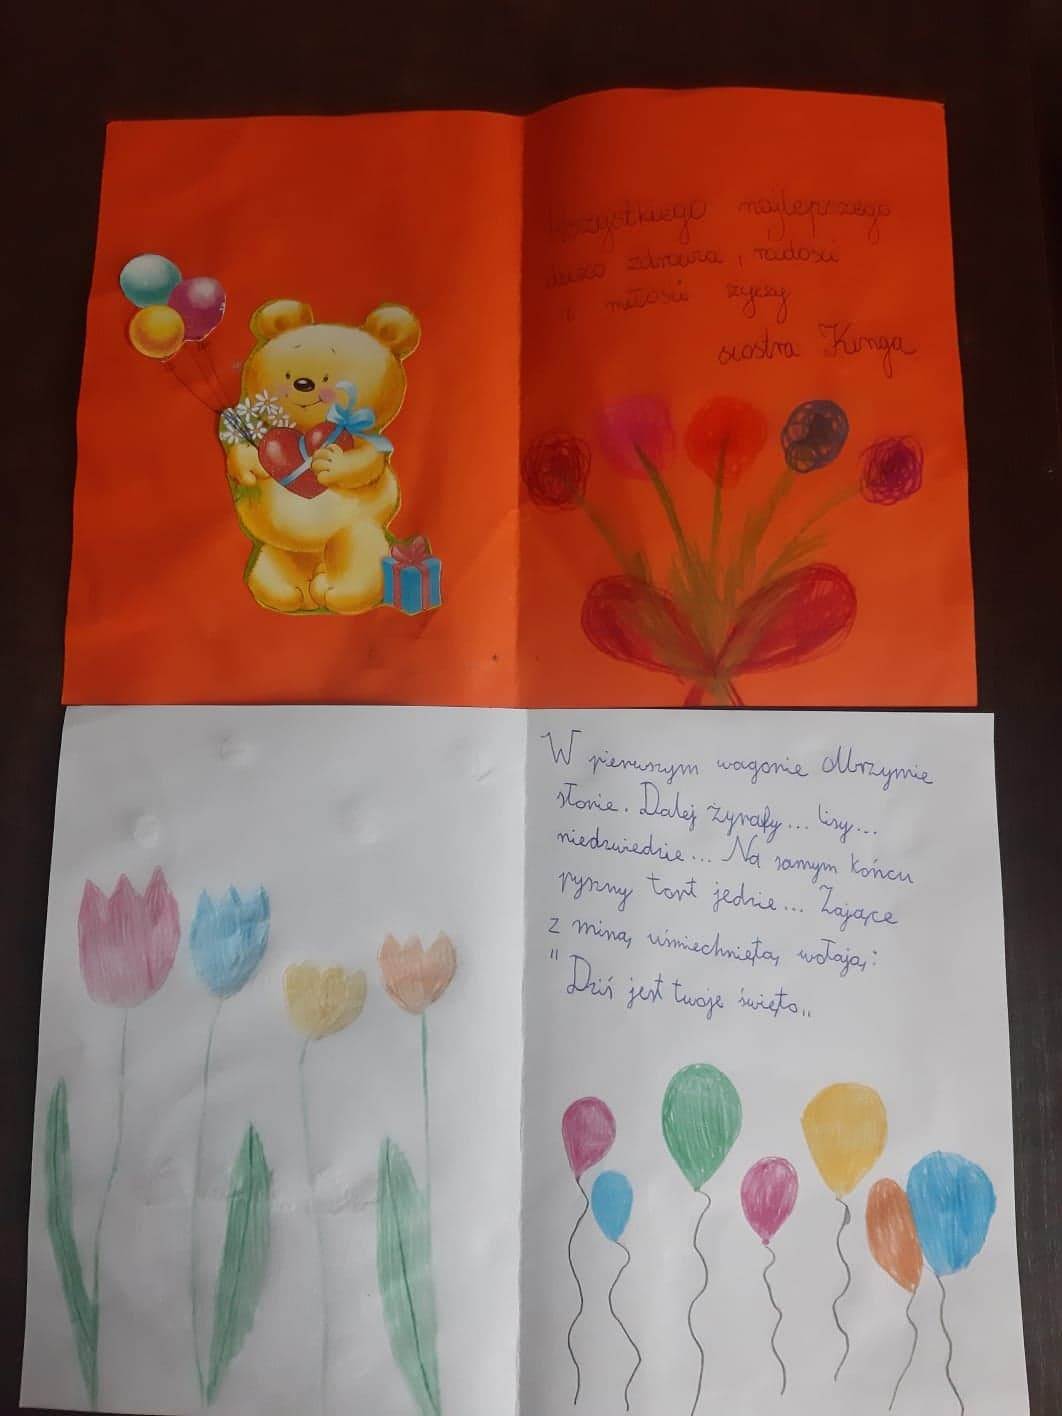 Wszystkiego najlepszego
dużo zdrowia, radości
i miłości życzy
siostra Kinga
W pierwszym wagonie olbrzymie
słonie. Dalej żyrafy... lisy...
niedzwiedzie... Na samym końcu
pyszny tort jedzie... Zające
z miną uśmiechniętą wołają:
"Dziś jest twoje święto„